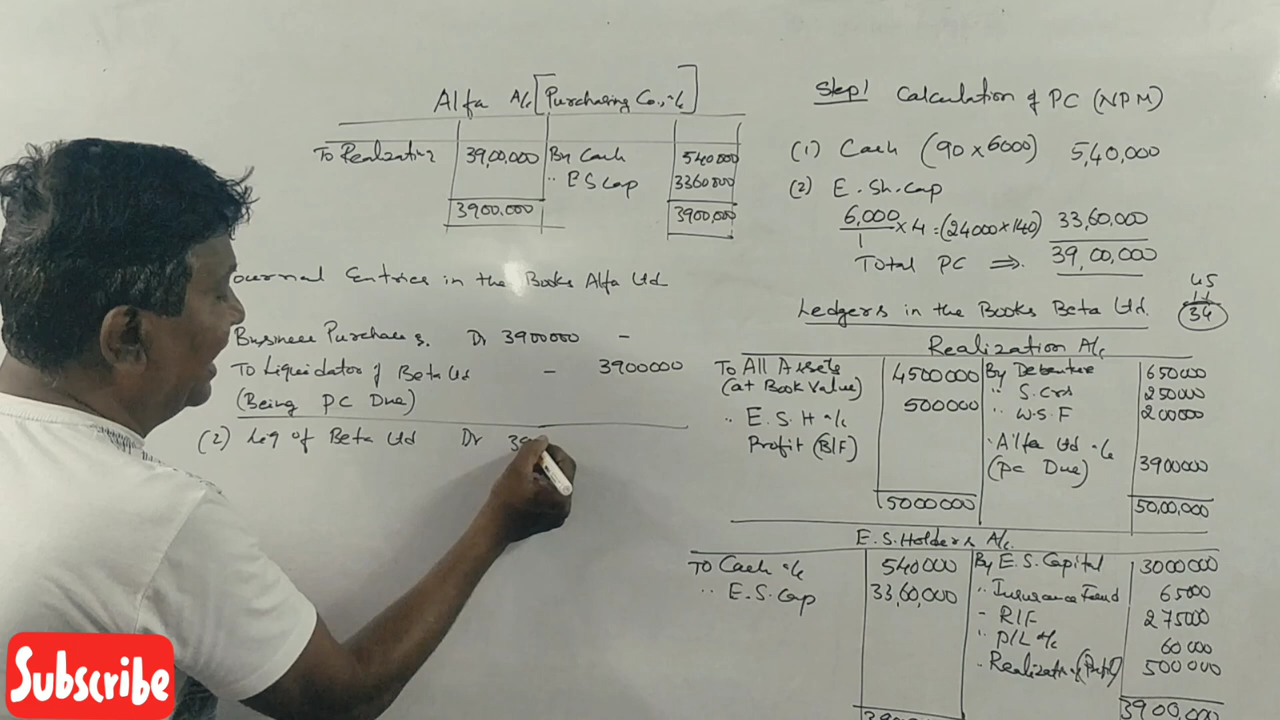 Alfa A/c [Purchasing Co., a/c]
To Realization 39,00,000 By Cash 540000
" ES Cap 3360000
3900,000 3900,000
ournal Entries in the Books Alfa Ltd
Business Purchase Dr 3900000 -
To Liquidator of Beta Ltd - 3900000
(Being PC Due)
(2) Liq of Beta Ltd Dr 39
Step 1 Calculation of PC (NPM)
(1) Cash (90 x 6000) 5,40,000
(2) E. Sh. Cap
6,000/1 x 4 = (24000 x 140) 33,60,000
Total PC ⇒ 39,00,000
45
11
34
Ledgers in the Books Beta Ltd.
Realization A/c
To All Assets 4500000 By Debenture 650000
(at Book Value) " S. Crs 250000
" E.S.H a/c 500000 " W.S.F 200000
Profit (B/F) " Alfa Ltd a/c
(PC Due) 3900000
5000000 50,00,000
E.S.Holders A/c.
To Cash a/c 540000 By E.S.Capital 3000000
" E.S.Cap 33,60,000 " Insurance Fund 65000
" R/F 275000
" P/L a/c 60000
" Realization (Profit) 500000
3900,000
Subscribe